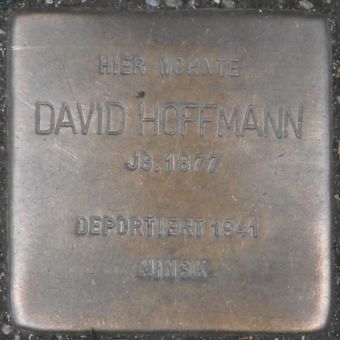 HIER WOHNTE
DAVID HOFFMANN
JG. 1877
DEPORTIERT 1941
MINSK